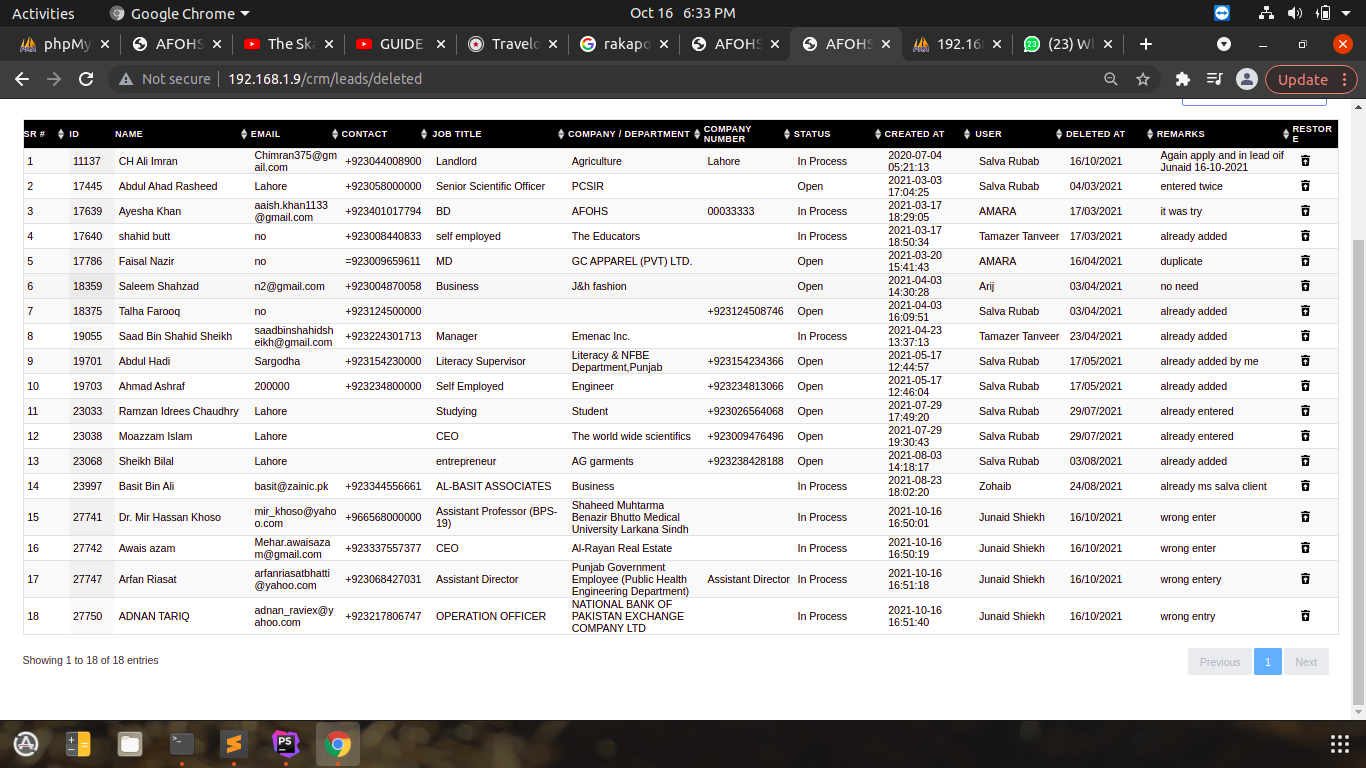 Activities Google Chrome Oct 16 6:33 PM
phpMy AFOHS The Ska GUIDE Travelo rakapo AFOHS AFOHS 192.168 (23) Wh
Not secure 192.168.1.9/crm/leads/deleted Update
SR # ID NAME EMAIL CONTACT JOB TITLE COMPANY / DEPARTMENT COMPANY NUMBER STATUS CREATED AT USER DELETED AT REMARKS RESTORE
1 11137 CH Ali Imran Chimran375@gmail.com +923044008900 Landlord Agriculture Lahore In Process 2020-07-04 05:21:13 Salva Rubab 16/10/2021 Again apply and in lead oif Junaid 16-10-2021
2 17445 Abdul Ahad Rasheed Lahore +923058000000 Senior Scientific Officer PCSIR Open 2021-03-03 17:04:25 Salva Rubab 04/03/2021 entered twice
3 17639 Ayesha Khan aaish.khan1133@gmail.com +923401017794 BD AFOHS 00033333 In Process 2021-03-17 18:29:05 AMARA 17/03/2021 it was try
4 17640 shahid butt no +923008440833 self employed The Educators In Process 2021-03-17 18:50:34 Tamazer Tanveer 17/03/2021 already added
5 17786 Faisal Nazir no =923009659611 MD GC APPAREL (PVT) LTD. Open 2021-03-20 15:41:43 AMARA 16/04/2021 duplicate
6 18359 Saleem Shahzad n2@gmail.com +923004870058 Business J&h fashion Open 2021-04-03 14:30:28 Arij 03/04/2021 no need
7 18375 Talha Farooq no +923124500000 +923124508746 Open 2021-04-03 16:09:51 Salva Rubab 03/04/2021 already added
8 19055 Saad Bin Shahid Sheikh saadbinshahidsheikh@gmail.com +923224301713 Manager Emenac Inc. In Process 2021-04-23 13:37:13 Tamazer Tanveer 23/04/2021 already added
9 19701 Abdul Hadi Sargodha +923154230000 Literacy Supervisor Literacy & NFBE Department,Punjab +923154234366 Open 2021-05-17 12:44:57 Salva Rubab 17/05/2021 already added by me
10 19703 Ahmad Ashraf 200000 +923234800000 Self Employed Engineer +923234813066 Open 2021-05-17 12:46:04 Salva Rubab 17/05/2021 already added
11 23033 Ramzan Idrees Chaudhry Lahore Studying Student +923026564068 Open 2021-07-29 17:49:20 Salva Rubab 29/07/2021 already entered
12 23038 Moazzam Islam Lahore CEO The world wide scientifics +923009476496 Open 2021-07-29 19:30:43 Salva Rubab 29/07/2021 already entered
13 23068 Sheikh Bilal Lahore entrepreneur AG garments +923238428188 Open 2021-08-03 14:18:17 Salva Rubab 03/08/2021 already added
14 23997 Basit Bin Ali basit@zainic.pk +923344556661 AL-BASIT ASSOCIATES Business In Process 2021-08-23 18:02:20 Zohaib 24/08/2021 already ms salva client
15 27741 Dr. Mir Hassan Khoso mir_khoso@yahoo.com +966568000000 Assistant Professor (BPS-19) Shaheed Muhtarma Benazir Bhutto Medical University Larkana Sindh In Process 2021-10-16 16:50:01 Junaid Shiekh 16/10/2021 wrong enter
16 27742 Awais azam Mehar.awaisazam@gmail.com +923337557377 CEO Al-Rayan Real Estate In Process 2021-10-16 16:50:19 Junaid Shiekh 16/10/2021 wrong enter
17 27747 Arfan Riasat arfanriasatbhatti@yahoo.com +923068427031 Assistant Director Punjab Government Employee (Public Health Engineering Department) Assistant Director In Process 2021-10-16 16:51:18 Junaid Shiekh 16/10/2021 wrong entery
18 27750 ADNAN TARIQ adnan_raviex@yahoo.com +923217806747 OPERATION OFFICER NATIONAL BANK OF PAKISTAN EXCHANGE COMPANY LTD In Process 2021-10-16 16:51:40 Junaid Shiekh 16/10/2021 wrong entry
Showing 1 to 18 of 18 entries Previous 1 Next
PS